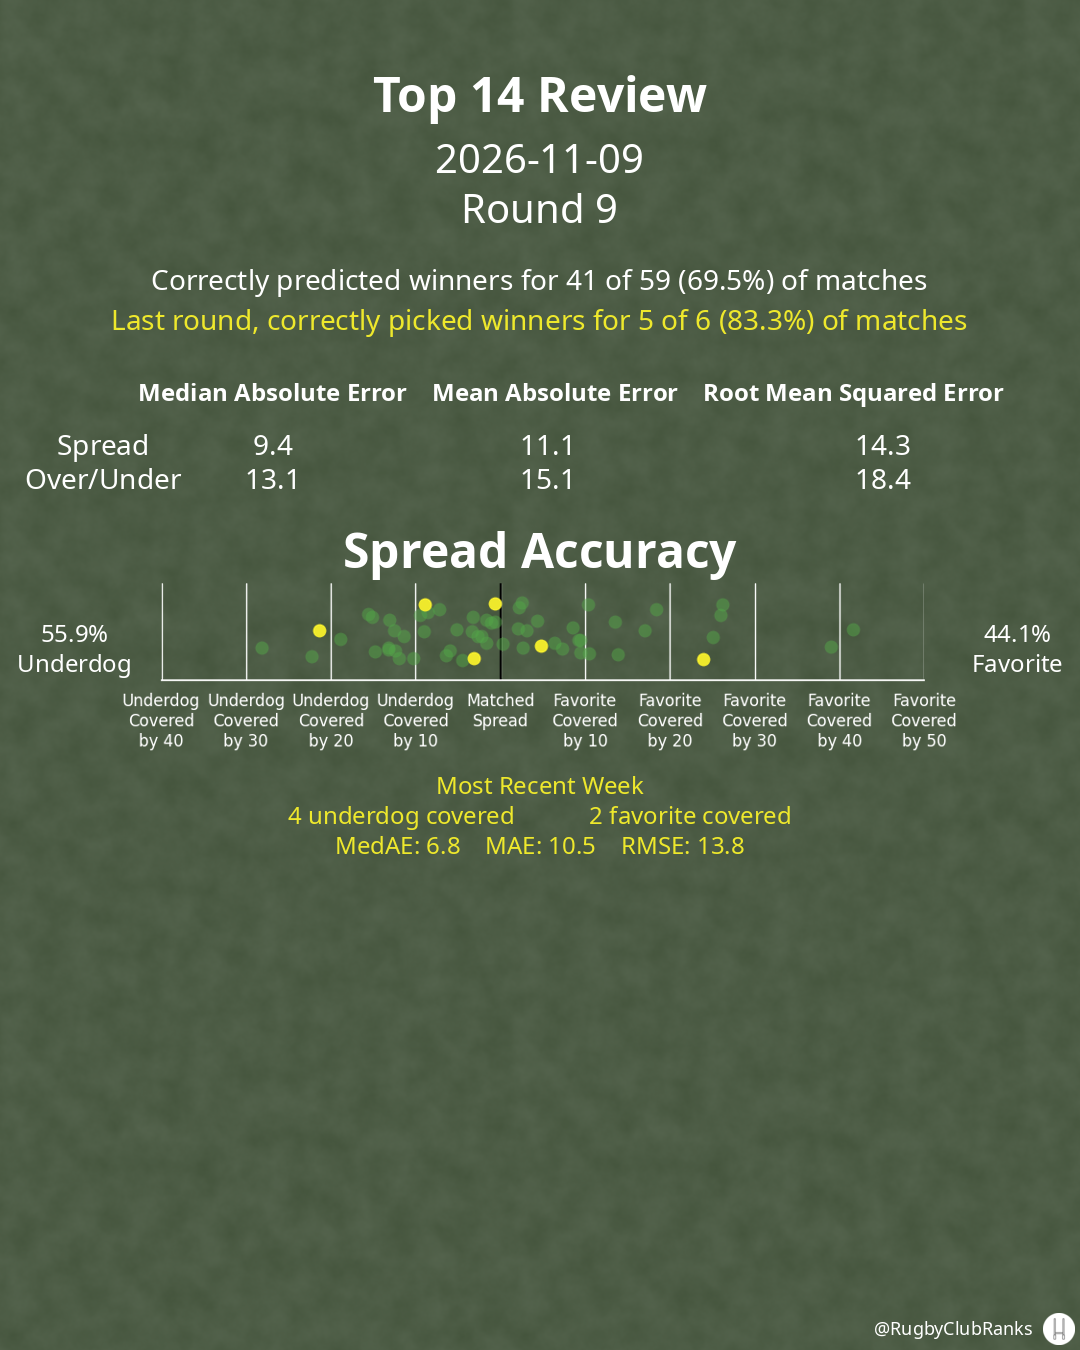 Top 14 Review
2026-11-09
Round 9
Correctly predicted winners for 41 of 59 (69.5%) of matches
Last round, correctly picked winners for 5 of 6 (83.3%) of matches
Median Absolute Error Mean Absolute Error Root Mean Squared Error
Spread 9.4 11.1 14.3
Over/Under 13.1 15.1 18.4
Spread Accuracy
55.9%
Underdog
44.1%
Favorite
Underdog Underdog Underdog Underdog Matched Favorite Favorite Favorite Favorite Favorite
Covered Covered Covered Covered Spread Covered Covered Covered Covered Covered
by 40 by 30 by 20 by 10 by 10 by 20 by 30 by 40 by 50
Most Recent Week
4 underdog covered 2 favorite covered
MedAE: 6.8 MAE: 10.5 RMSE: 13.8
@RugbyClubRanks